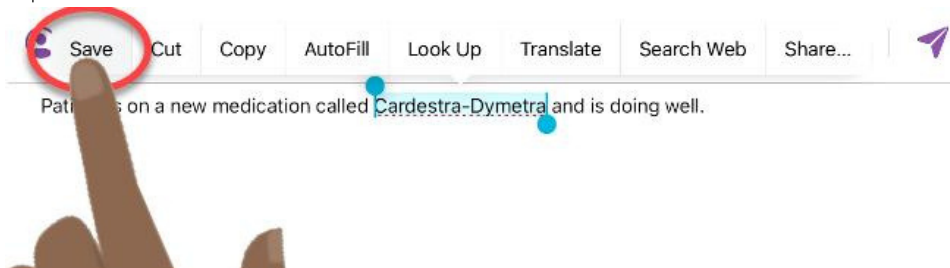 Save Cut Copy AutoFill Look Up Translate Search Web Share...
on a new medication called Cardestra-Dymetra and is doing well.